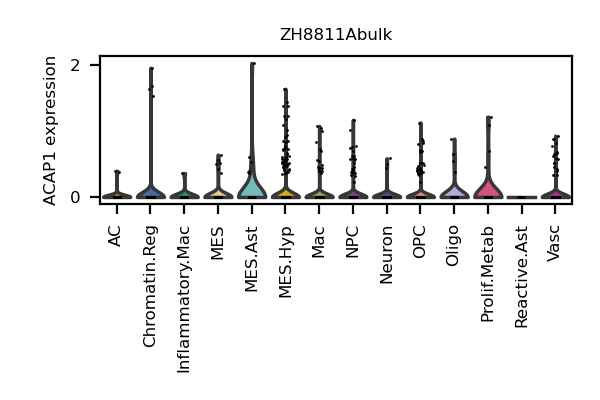 ZH8811Abulk
ACAP1 expression
2
0
AC
Chromatin.Reg
Inflammatory.Mac
MES
MES.Ast
MES.Hyp
Mac
NPC
Neuron
OPC
Oligo
Prolif.Metab
Reactive.Ast
Vasc